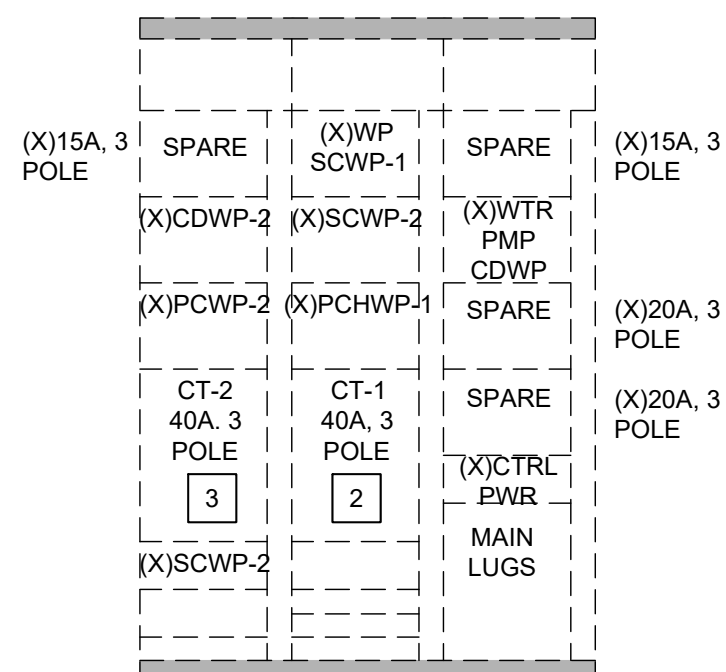 (X)15A, 3
POLE
SPARE
(X)CDWP-2
(X)PCWP-2
CT-2
40A. 3
POLE
3
(X)SCWP-2
(X)WP
SCWP-1
(X)SCWP-2
(X)PCHWP-1
CT-1
40A, 3
POLE
2
SPARE
(X)WTR
PMP
CDWP
SPARE
SPARE
(X)CTRL
PWR
MAIN
LUGS
(X)15A, 3
POLE
(X)20A, 3
POLE
(X)20A, 3
POLE